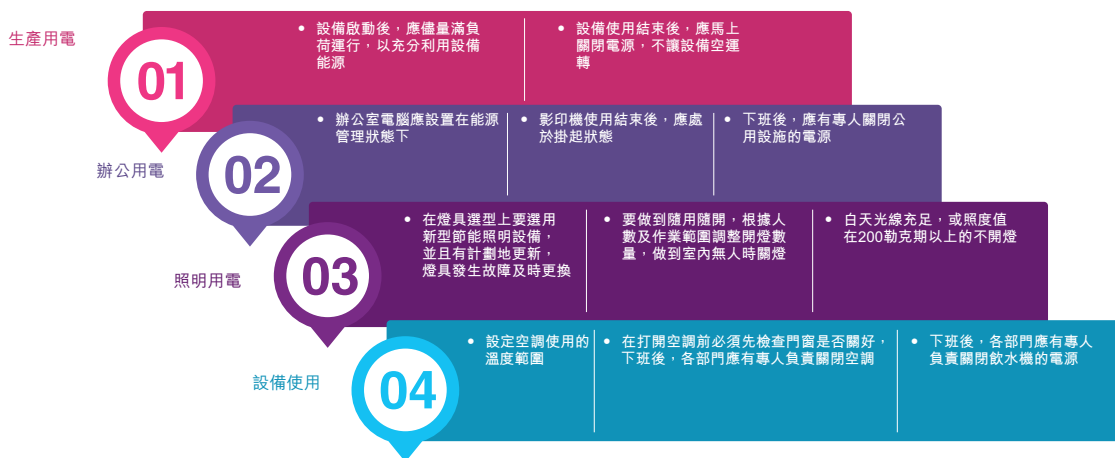 生產用電
01
• 設備啟動後，應儘量滿負
荷運行，以充分利用設備
能源
• 設備使用結束後，應馬上
關閉電源，不讓設備空運
轉
辦公用電
02
• 辦公室電腦應設置在能源
管理狀態下
• 影印機使用結束後，應處
於掛起狀態
• 下班後，應有專人關閉公
用設施的電源
照明用電
03
• 在燈具選型上要選用
新型節能照明設備，
並且有計劃地更新，
燈具發生故障及時更換
• 要做到隨用隨開，根據人
數及作業範圍調整開燈數
量，做到室內無人時關燈
• 白天光線充足，或照度值
在200勒克期以上的不開燈
設備使用
04
• 設定空調使用的
溫度範圍
• 在打開空調前必須先檢查門窗是否關好，
下班後，各部門應有專人負責關閉空調
• 下班後，各部門應有專人
負責關閉飲水機的電源